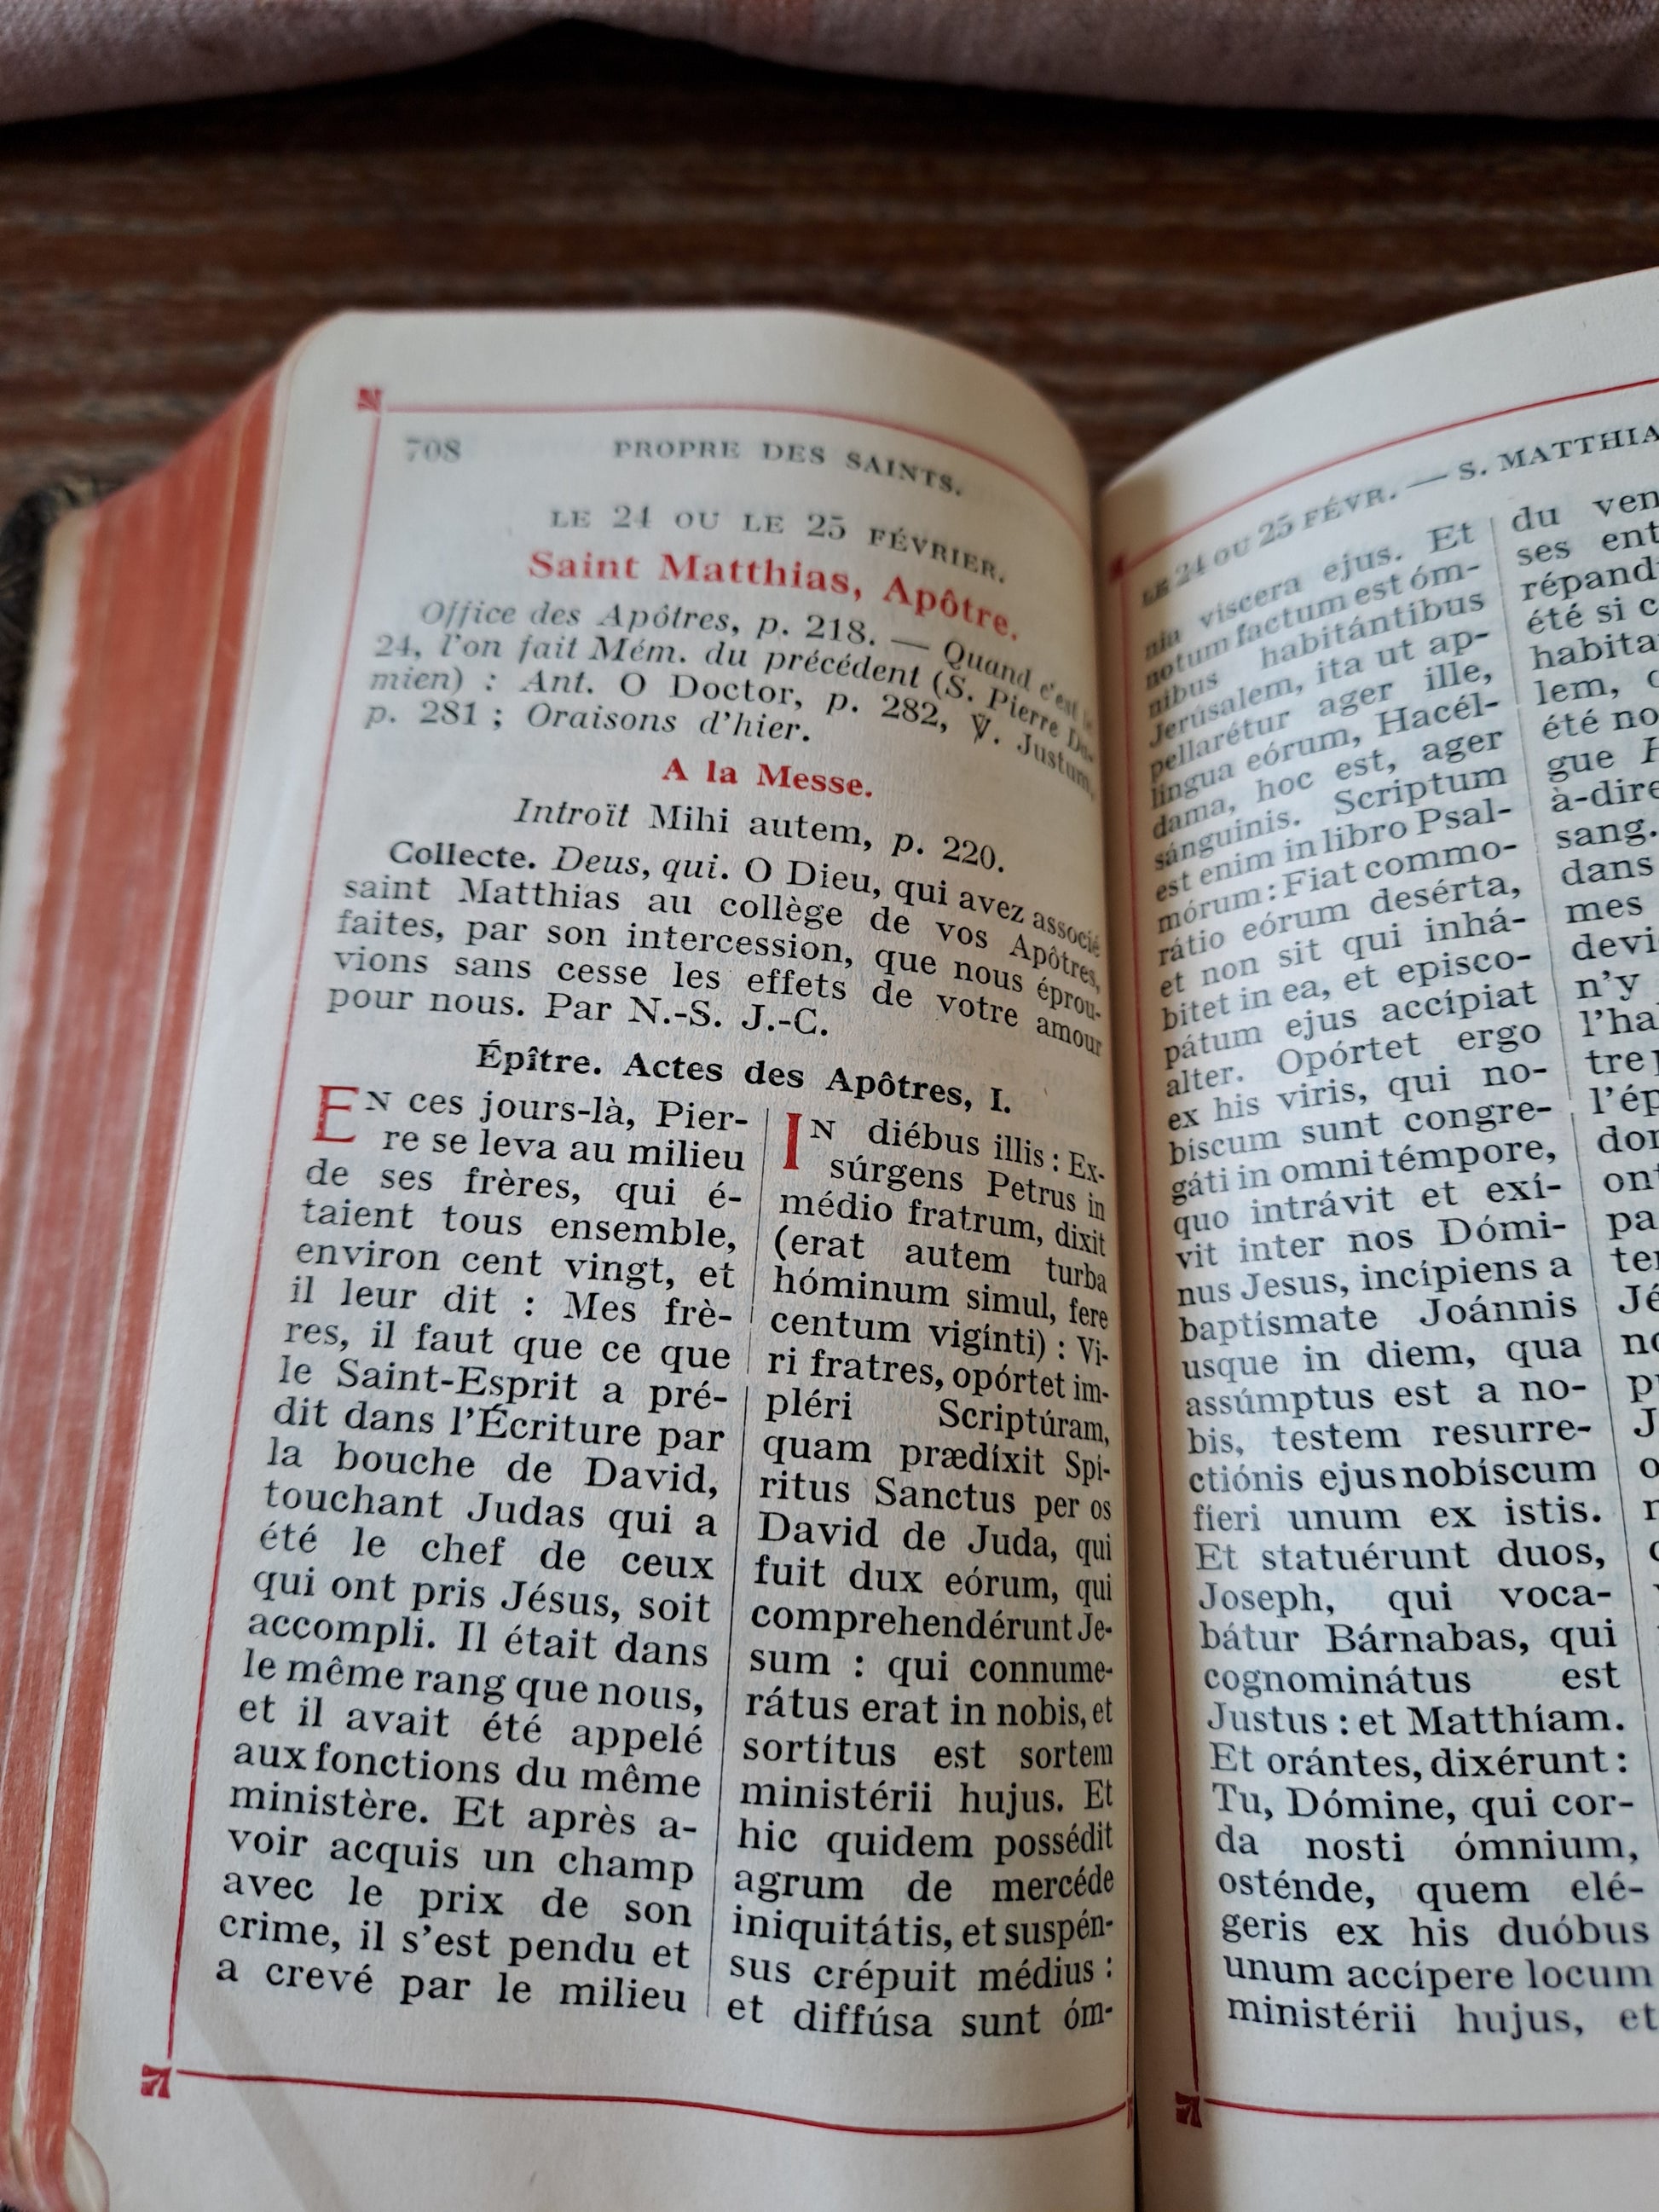 708 PROPRE DES SAINTS.
LE 24 OU LE 25 FÉVRIER.
Saint Matthias, Apôtre.
Office des Apôtres, p. 218. — Quand c'est le
24, l'on fait Mém. du précédent (S. Pierre Da-
mien) : Ant. O Doctor, p. 282, ℣. Justum,
p. 281 ; Oraisons d'hier.
A la Messe.
Introït Mihi autem, p. 220.
Collecte. Deus, qui. O Dieu, qui avez associé
saint Matthias au collège de vos Apôtres,
faites, par son intercession, que nous éprou-
vions sans cesse les effets de votre amour
pour nous. Par N.-S. J.-C.
Épître. Actes des Apôtres, I.
EN ces jours-là, Pier-
re se leva au milieu
de ses frères, qui é-
taient tous ensemble,
environ cent vingt, et
il leur dit : Mes frè-
res, il faut que ce que
le Saint-Esprit a pré-
dit dans l'Écriture par
la bouche de David,
touchant Judas qui a
été le chef de ceux
qui ont pris Jésus, soit
accompli. Il était dans
le même rang que nous,
et il avait été appelé
aux fonctions du même
ministère. Et après a-
voir acquis un champ
avec le prix de son
crime, il s'est pendu et
a crevé par le milieu
IN diébus illis : Ex-
súrgens Petrus in
médio fratrum, dixit
(erat autem turba
hóminum simul, fere
centum vigínti) : Vi-
ri fratres, opórtet im-
pléri Scriptúram,
quam prædíxit Spi-
ritus Sanctus per os
David de Juda, qui
fuit dux eórum, qui
comprehendérunt Je-
sum : qui connume-
rátus erat in nobis, et
sortítus est sortem
ministérii hujus. Et
hic quidem possédit
agrum de mercéde
iniquitátis, et suspén-
sus crépuit médius :
et diffúsa sunt óm-
LE 24 OU 25 FÉVR. — S. MATTHIA
nia viscera ejus. Et
notum factum est óm-
nibus habitántibus
Jerúsalem, ita ut ap-
pellarétur ager ille,
lingua eórum, Hacél-
dama, hoc est, ager
sánguinis. Scriptum
est enim in libro Psal-
mórum : Fiat commo-
rátio eórum desérta,
et non sit qui inhá-
bitet in ea, et episco-
pátum ejus accípiat
alter. Opórtet ergo
ex his viris, qui no-
bíscum sunt congre-
gáti in omni témpore,
quo intrávit et exí-
vit inter nos Dómi-
nus Jesus, incípiens a
baptísmate Joánnis
usque in diem, qua
assúmptus est a no-
bis, testem resurre-
ctiónis ejus nobíscum
fíeri unum ex istis.
Et statuérunt duos,
Joseph, qui voca-
bátur Bárnabas, qui
cognominátus est
Justus : et Matthíam.
Et orántes, dixérunt :
Tu, Dómine, qui cor-
da nosti ómnium,
osténde, quem elé-
geris ex his duóbus
unum accípere locum
ministérii hujus, et
du ven
ses ent
répand
été si c
habita
lem,
été no
gue
à-dire
sang.
dans
mes
devi
n'y
l'ha
tre
l'ép
don
ont
pa
ter
Jé
no